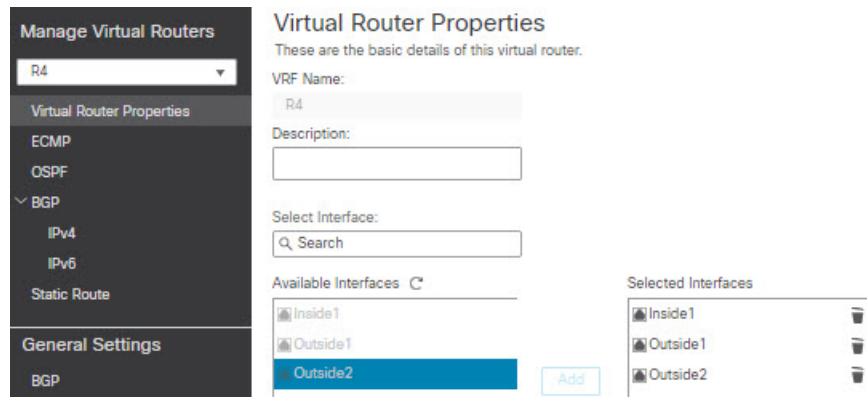 Manage Virtual Routers
R4
Virtual Router Properties
ECMP
OSPF
BGP
IPv4
IPv6
Static Route
General Settings
BGP
Virtual Router Properties
These are the basic details of this virtual router.
VRF Name:
R4
Description:
Select Interface:
Search
Available Interfaces
Inside1
Outside1
Outside2
Add
Selected Interfaces
Inside1
Outside1
Outside2